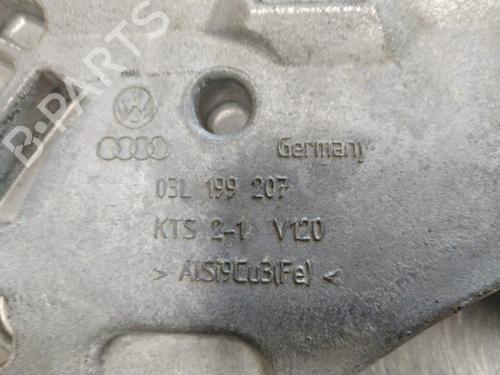 B-PARTS
Germany
03L 199 207
KTS 2-1 V120
> AlSi9Cu3(Fe) <